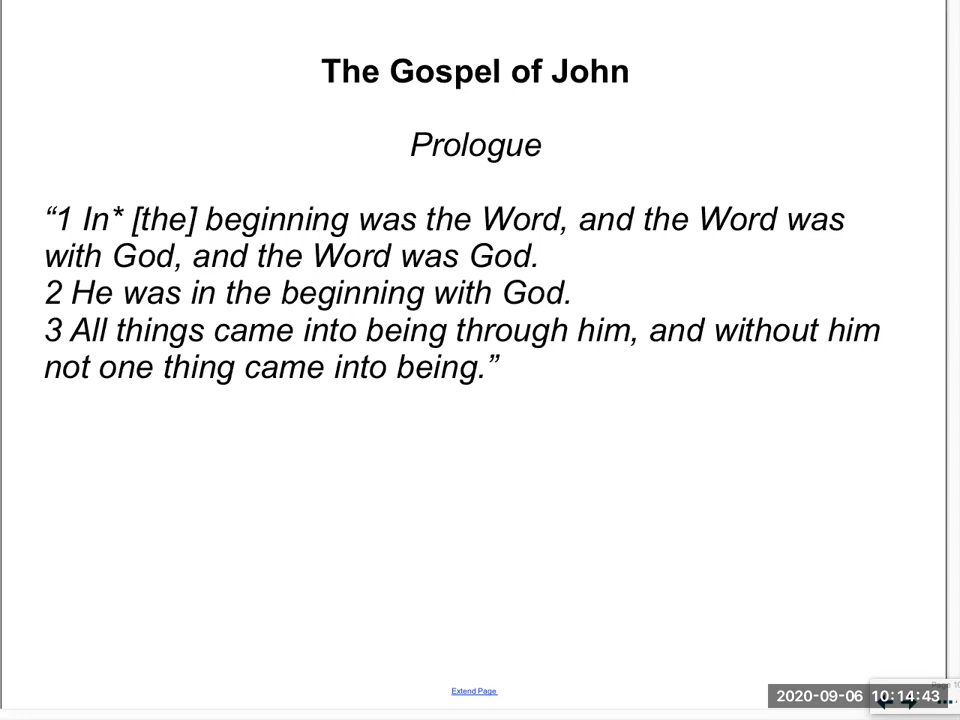 The Gospel of John
Prologue
“1 In* [the] beginning was the Word, and the Word was
with God, and the Word was God.
2 He was in the beginning with God.
3 All things came into being through him, and without him
not one thing came into being.”
Extend Page
2020-09-06 10:14:43